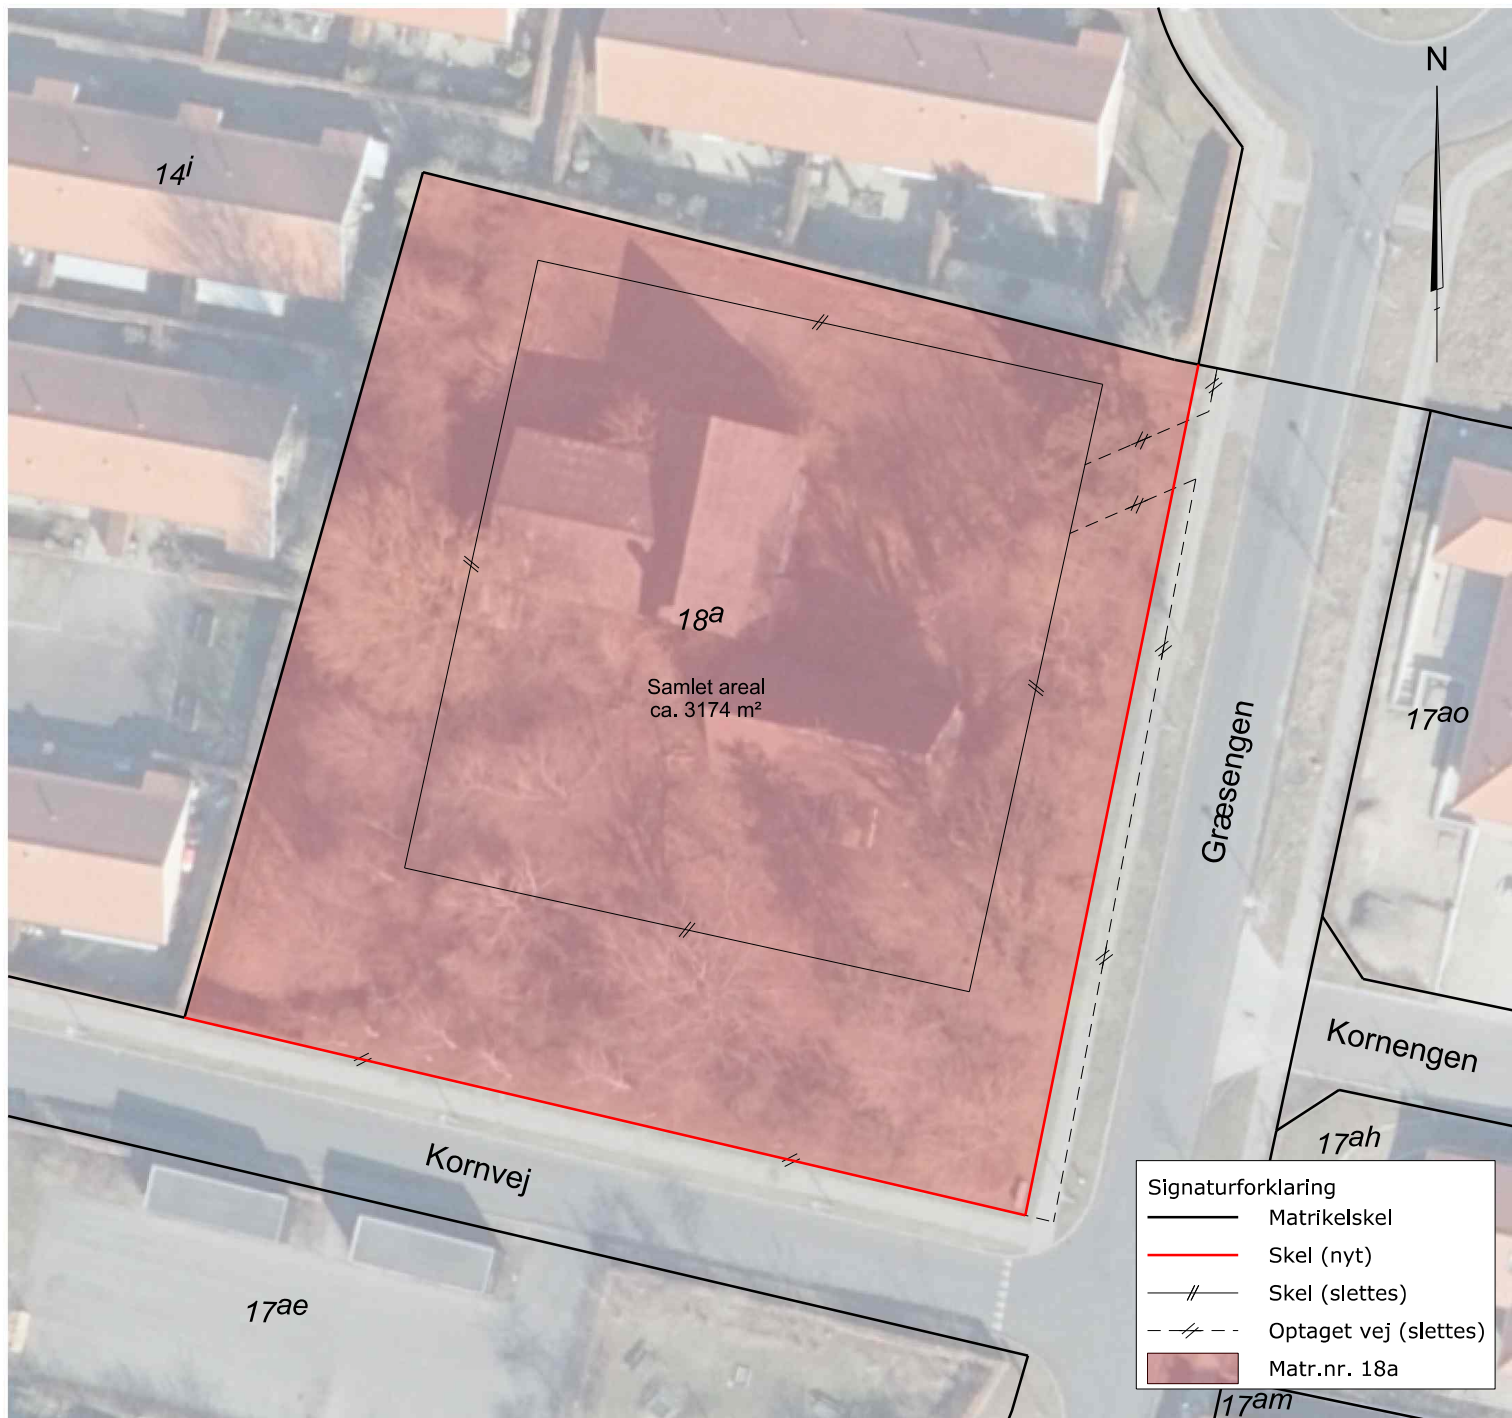 N
14i
18a
Samlet areal
ca. 3174 m²
17ao
Græsengen
Kornengen
17ah
Kornvej
17ae
Signaturforklaring
Matrikelskel
Skel (nyt)
Skel (slettes)
Optaget vej (slettes)
Matr.nr. 18a
17am